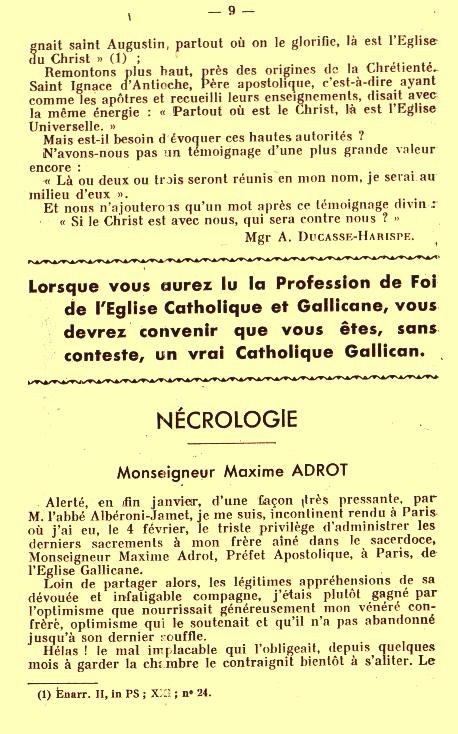 — 9 —
gnait saint Augustin, partout où on le glorifie, là est l'Eglise
du Christ » (1) ;
Remontons plus haut, près des origines de la Chrétienté.
Saint Ignace d'Antioche, Père apostolique, c'est-à-dire ayant
comme les apôtres et recueilli leurs enseignements, disait avec
la même énergie : « Partout où est le Christ, là est l'Eglise
Universelle. »
Mais est-il besoin d'évoquer ces hautes autorités ?
N'avons-nous pas un témoignage d'une plus grande valeur
encore :
« Là ou deux ou trois seront réunis en mon nom, je serai au
milieu d'eux ».
Et nous n'ajouterons qu'un mot après ce témoignage divin :
« Si le Christ est avec nous, qui sera contre nous ? »
Mgr A. DUCASSE-HARISPE.
Lorsque vous aurez lu la Profession de Foi
de l'Eglise Catholique et Gallicane, vous
devrez convenir que vous êtes, sans
conteste, un vrai Catholique Gallican.
NÉCROLOGIE
Monseigneur Maxime ADROT
Alerté, en fin janvier, d'une façon très pressante, par
M. l'abbé Albéroni-Jamet, je me suis, incontinent rendu à Paris
où j'ai eu, le 4 février, le triste privilège d'administrer les
derniers sacrements à mon frère aîné dans le sacerdoce,
Monseigneur Maxime Adrot, Préfet Apostolique, à Paris, de
l'Eglise Gallicane.
Loin de partager alors, les légitimes appréhensions de sa
dévouée et infatigable compagne, j'étais plutôt gagné par
l'optimisme que nourrissait généreusement mon vénéré con-
frère, optimisme qui le soutenait et qu'il n'a pas abandonné
jusqu'à son dernier souffle.
Hélas ! le mal implacable qui l'obligeait, depuis quelques
mois à garder la chambre le contraignit bientôt à s'aliter. Le
(1) Enarr. II, in PS ; ; n° 24.